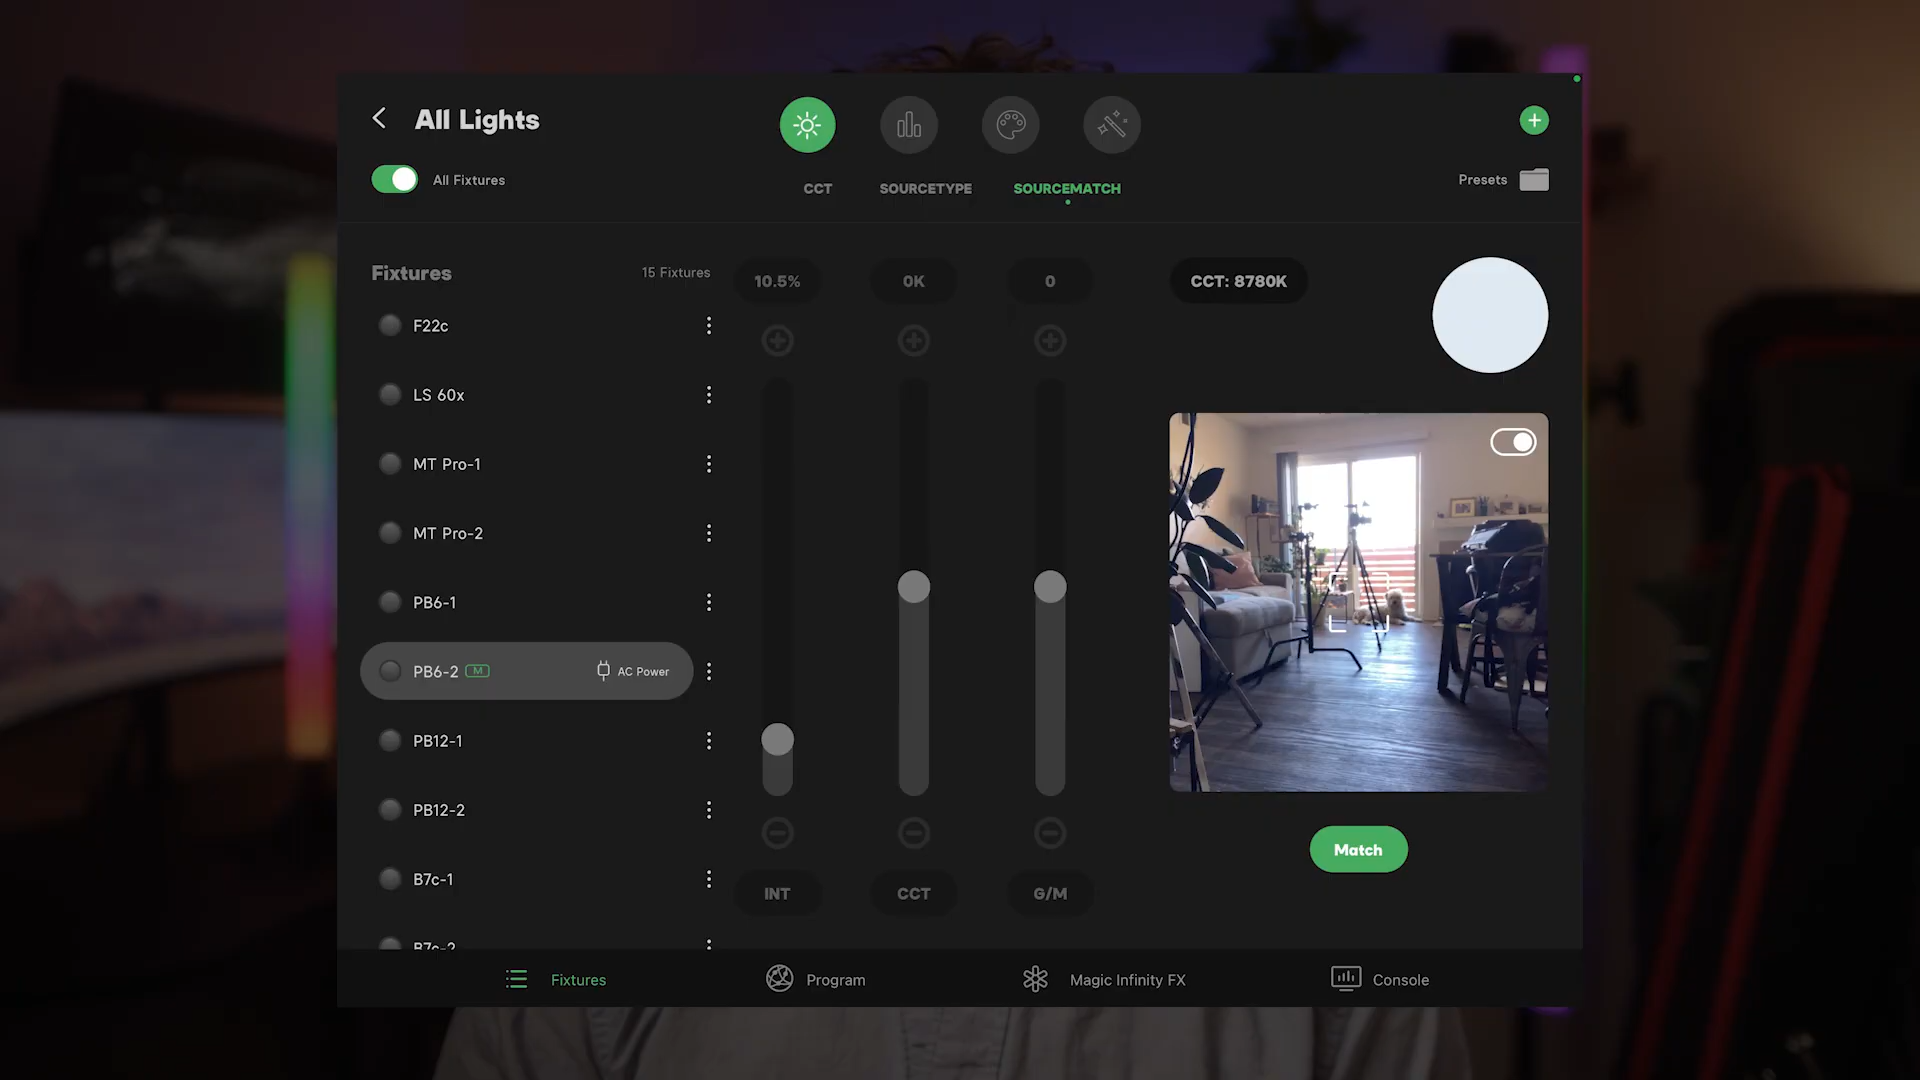 All Lights
All Fixtures
CCT
SOURCETYPE
SOURCEMATCH
Presets
Fixtures
15 Fixtures
F22c
LS 60x
MT Pro-1
MT Pro-2
PB6-1
PB6-2 M AC Power
PB12-1
PB12-2
B7c-1
B7c-2
10.5%
0K
0
INT
CCT
G/M
CCT: 8780K
Match
Fixtures
Program
Magic Infinity FX
Console